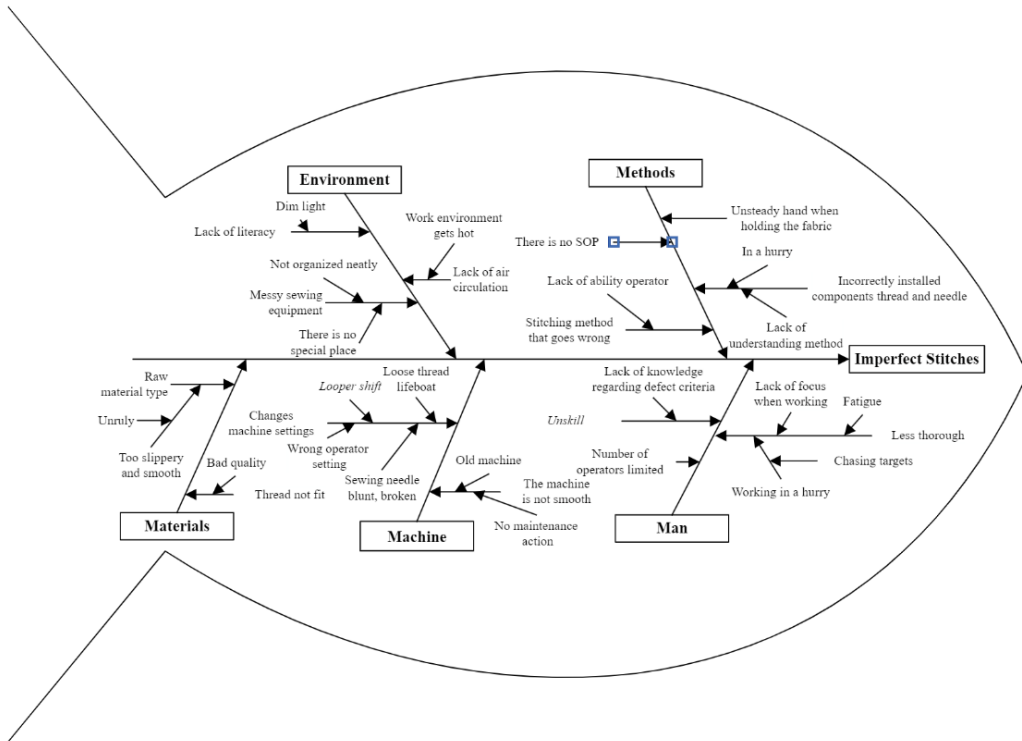 Environment
Dim light
Lack of literacy
Work environment
gets hot
Lack of air
circulation
Not organized neatly
Messy sewing
equipment
There is no
special place
Methods
Unsteady hand when
holding the fabric
There is no SOP
In a hurry
Incorrectly installed
components thread and needle
Lack of
understanding method
Lack of ability operator
Stitching method
that goes wrong
Imperfect Stitches
Raw
material type
Unruly
Too slippery
and smooth
Bad quality
Thread not fit
Materials
Loose thread
lifeboat
Looper shift
Changes
machine settings
Wrong operator
setting
Sewing needle
blunt, broken
Old machine
The machine
is not smooth
No maintenance
action
Machine
Lack of knowledge
regarding defect criteria
Unskill
Lack of focus
when working
Fatigue
Less thorough
Chasing targets
Working in a hurry
Number of
operators limited
Man